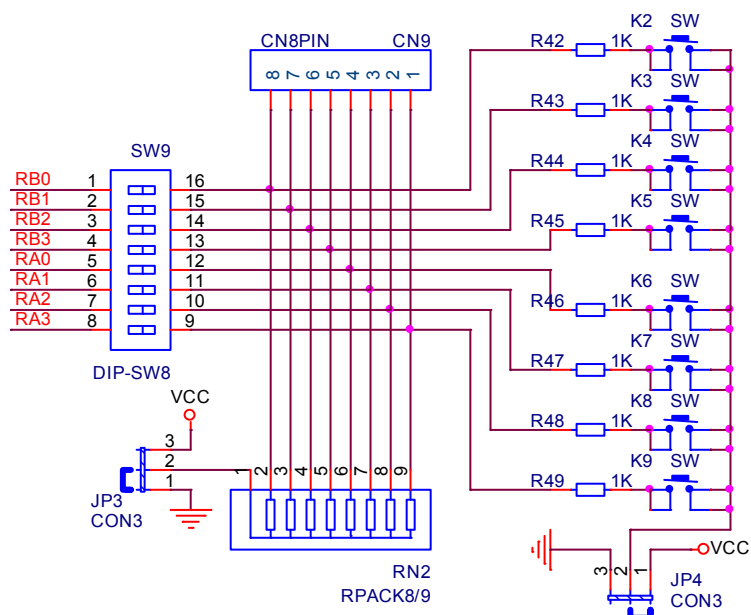 K2 SW
CN8PIN CN9
R42 1K
8 7 6 5 4 3 2 1
K3 SW
R43 1K
K4 SW
SW9
R44 1K
RB0 1 16
RB1 2 15
K5 SW
RB2 3 14
R45 1K
RB3 4 13
RA0 5 12
RA1 6 11
K6 SW
RA2 7 10
R46 1K
RA3 8 9
K7 SW
R47 1K
DIP-SW8
VCC
K8 SW
R48 1K
3
2
1
1 2 3 4 5 6 7 8 9
K9 SW
R49 1K
JP3
CON3
VCC
RN2
RPACK8/9
3 2 1
JP4
CON3